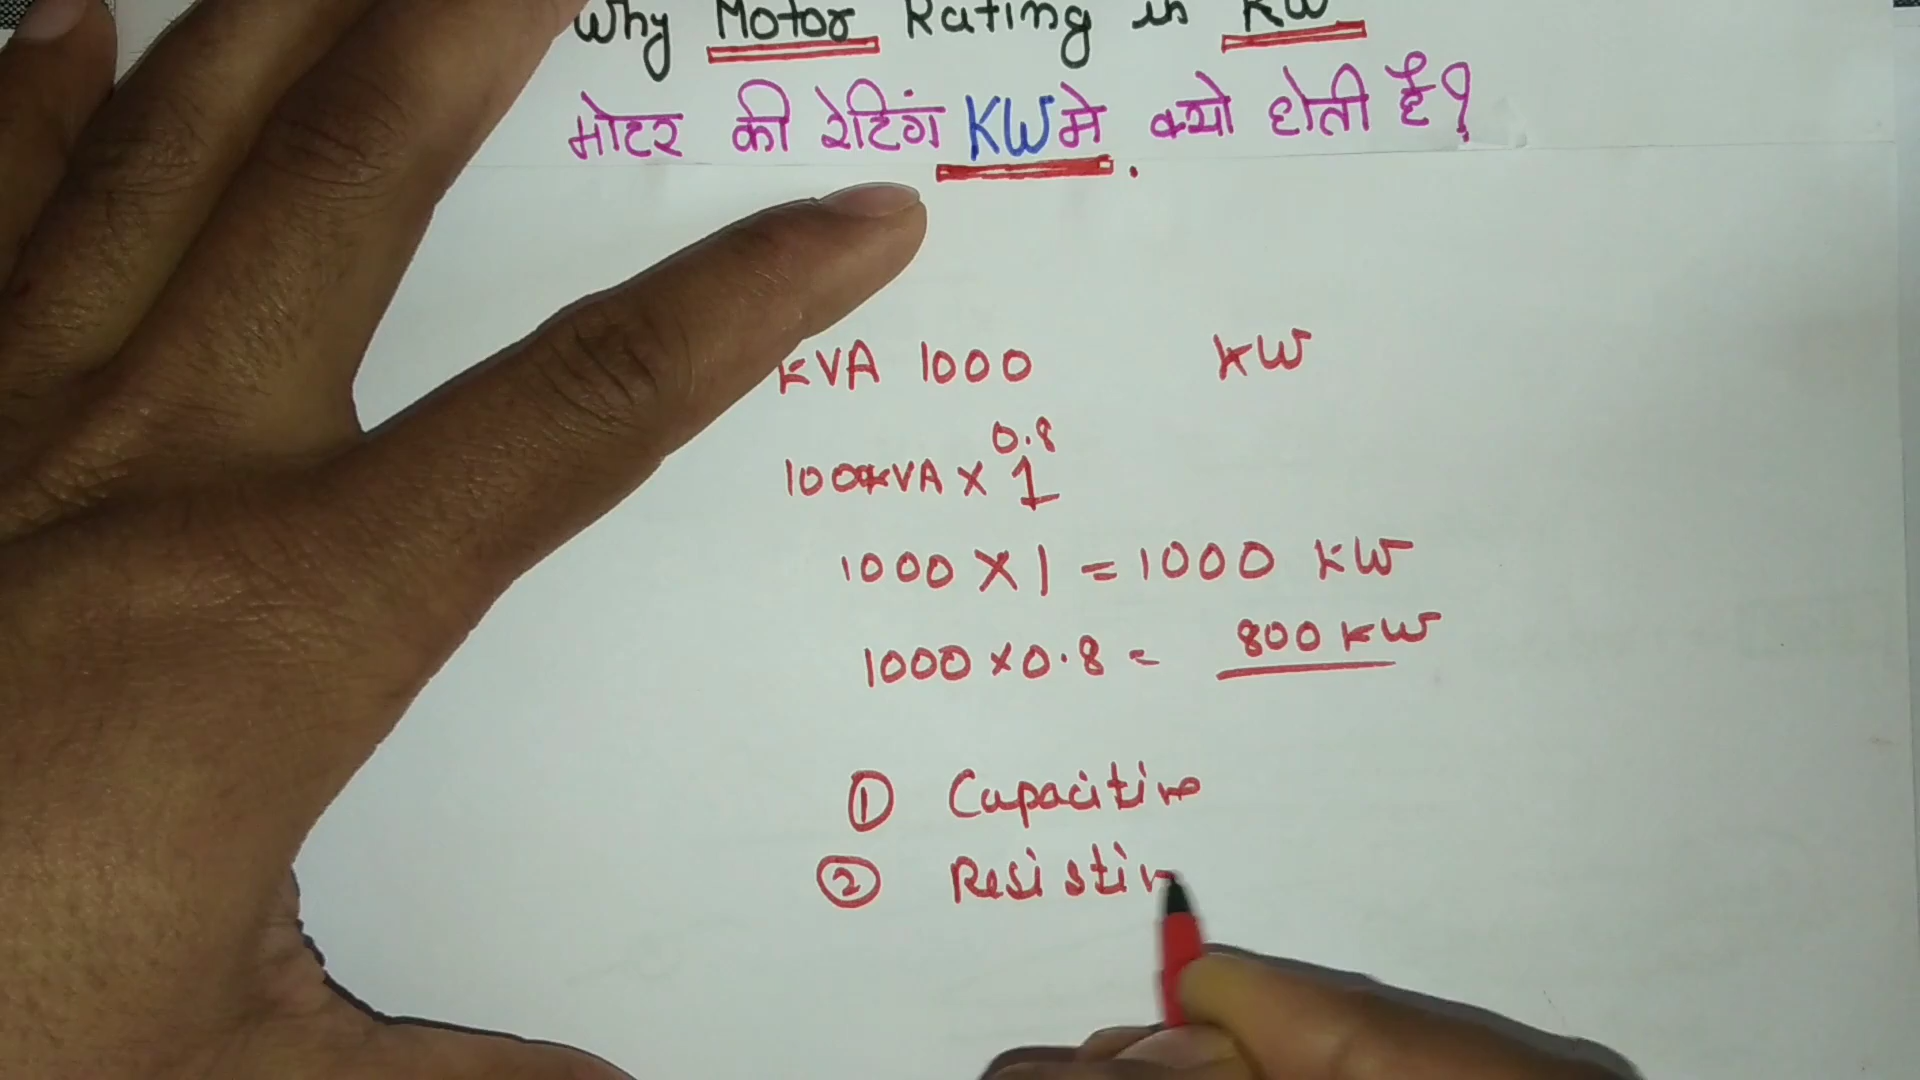 Why Motor Rating in KW
मोटर की रेटिंग KW मे क्यो होती है?
KVA 1000 KW
0.8
1000KVA X 1
1000 X 1 = 1000 KW
1000 X 0.8 = 800 KW
① Capacitive
② Resistiv